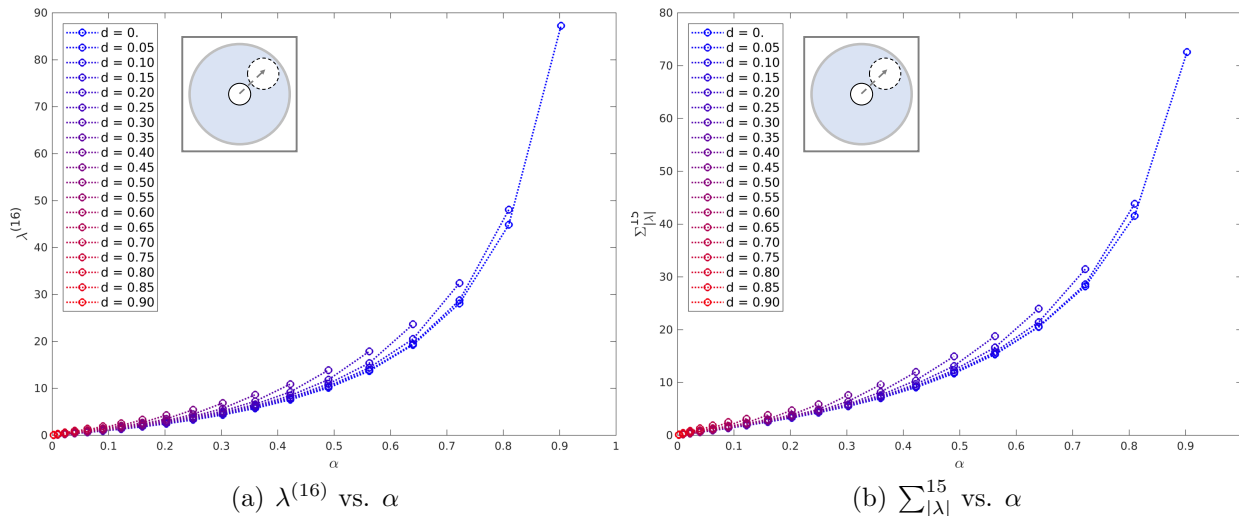 90
80
70
60
50
40
30
20
10
0
λ^(16)
d = 0.
d = 0.05
d = 0.10
d = 0.15
d = 0.20
d = 0.25
d = 0.30
d = 0.35
d = 0.40
d = 0.45
d = 0.50
d = 0.55
d = 0.60
d = 0.65
d = 0.70
d = 0.75
d = 0.80
d = 0.85
d = 0.90
0 0.1 0.2 0.3 0.4 0.5 0.6 0.7 0.8 0.9 1
α
(a) λ^(16) vs. α
80
70
60
50
40
30
20
10
0
Σ^15_|λ|
d = 0.
d = 0.05
d = 0.10
d = 0.15
d = 0.20
d = 0.25
d = 0.30
d = 0.35
d = 0.40
d = 0.45
d = 0.50
d = 0.55
d = 0.60
d = 0.65
d = 0.70
d = 0.75
d = 0.80
d = 0.85
d = 0.90
0 0.1 0.2 0.3 0.4 0.5 0.6 0.7 0.8 0.9
α
(b) ∑^15_|λ| vs. α